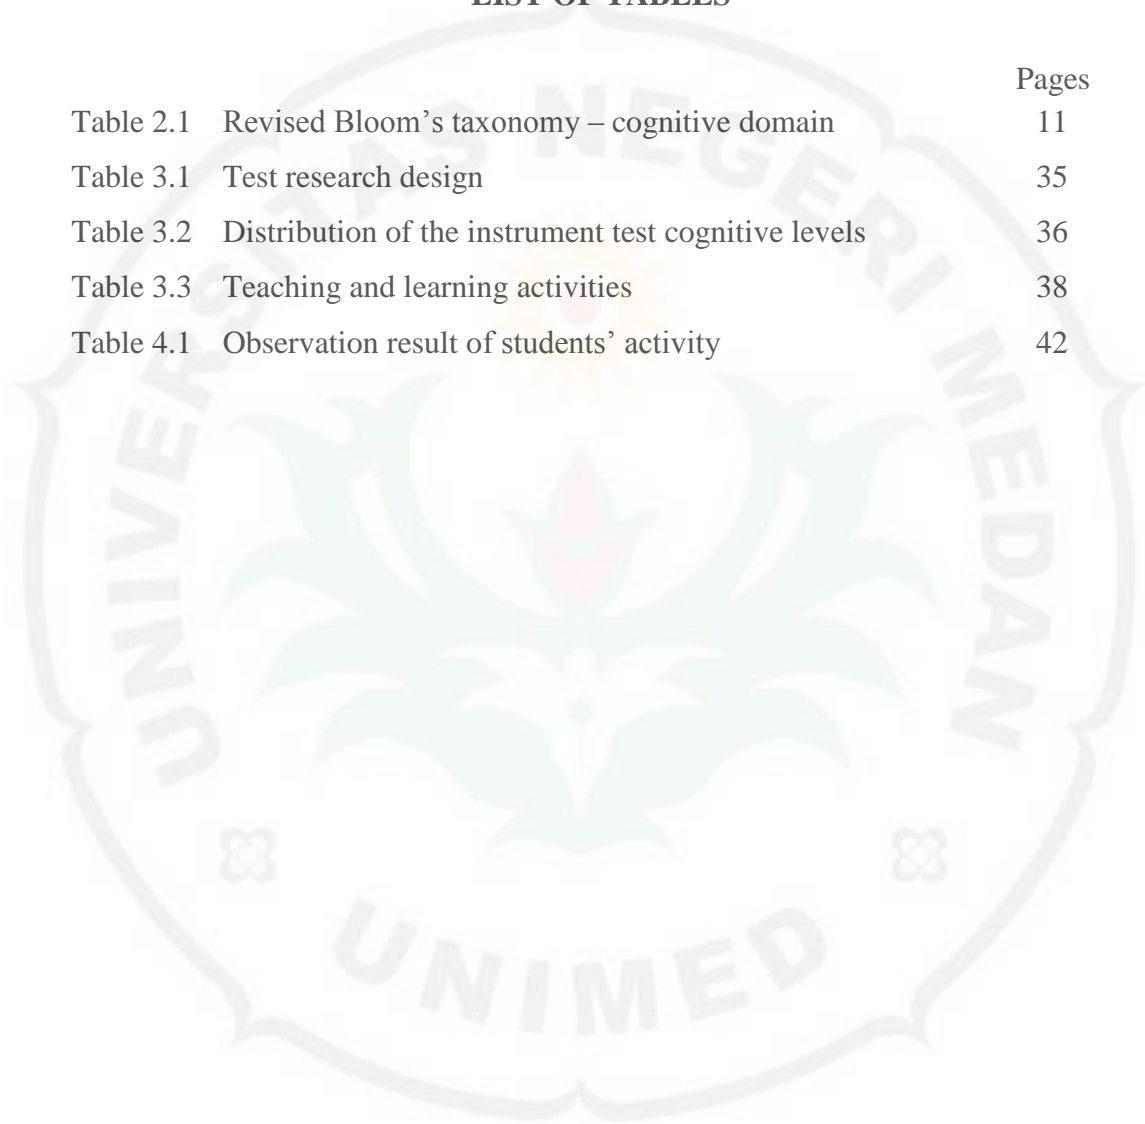 LIST OF TABLES
Pages
Table 2.1 Revised Bloom’s taxonomy – cognitive domain 11
Table 3.1 Test research design 35
Table 3.2 Distribution of the instrument test cognitive levels 36
Table 3.3 Teaching and learning activities 38
Table 4.1 Observation result of students’ activity 42
UNIVERSITAS NEGERI MEDAN
UNIMED